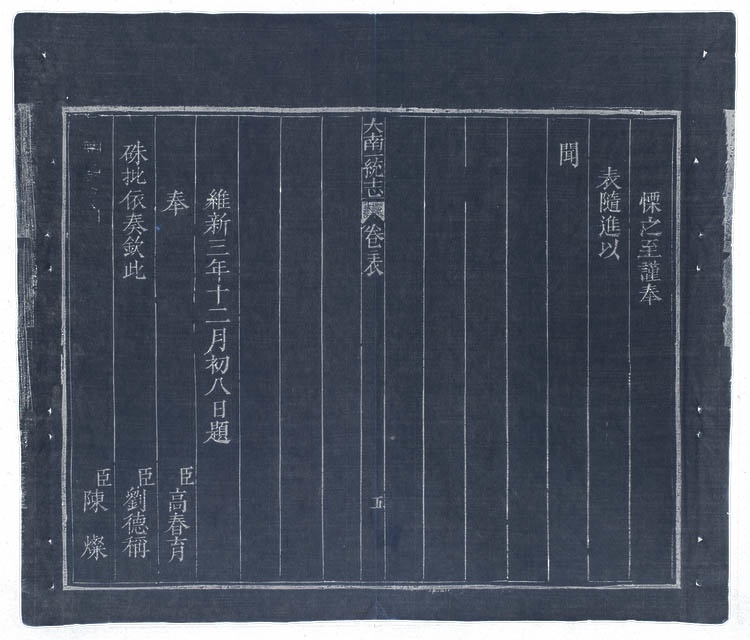 慄之至謹奉
表隨進以
聞
大南一統志 卷三表 五
維新三年十二月初八日題
奉 臣高春育
硃批依奏欽此 臣劉德稱
臣陳燦